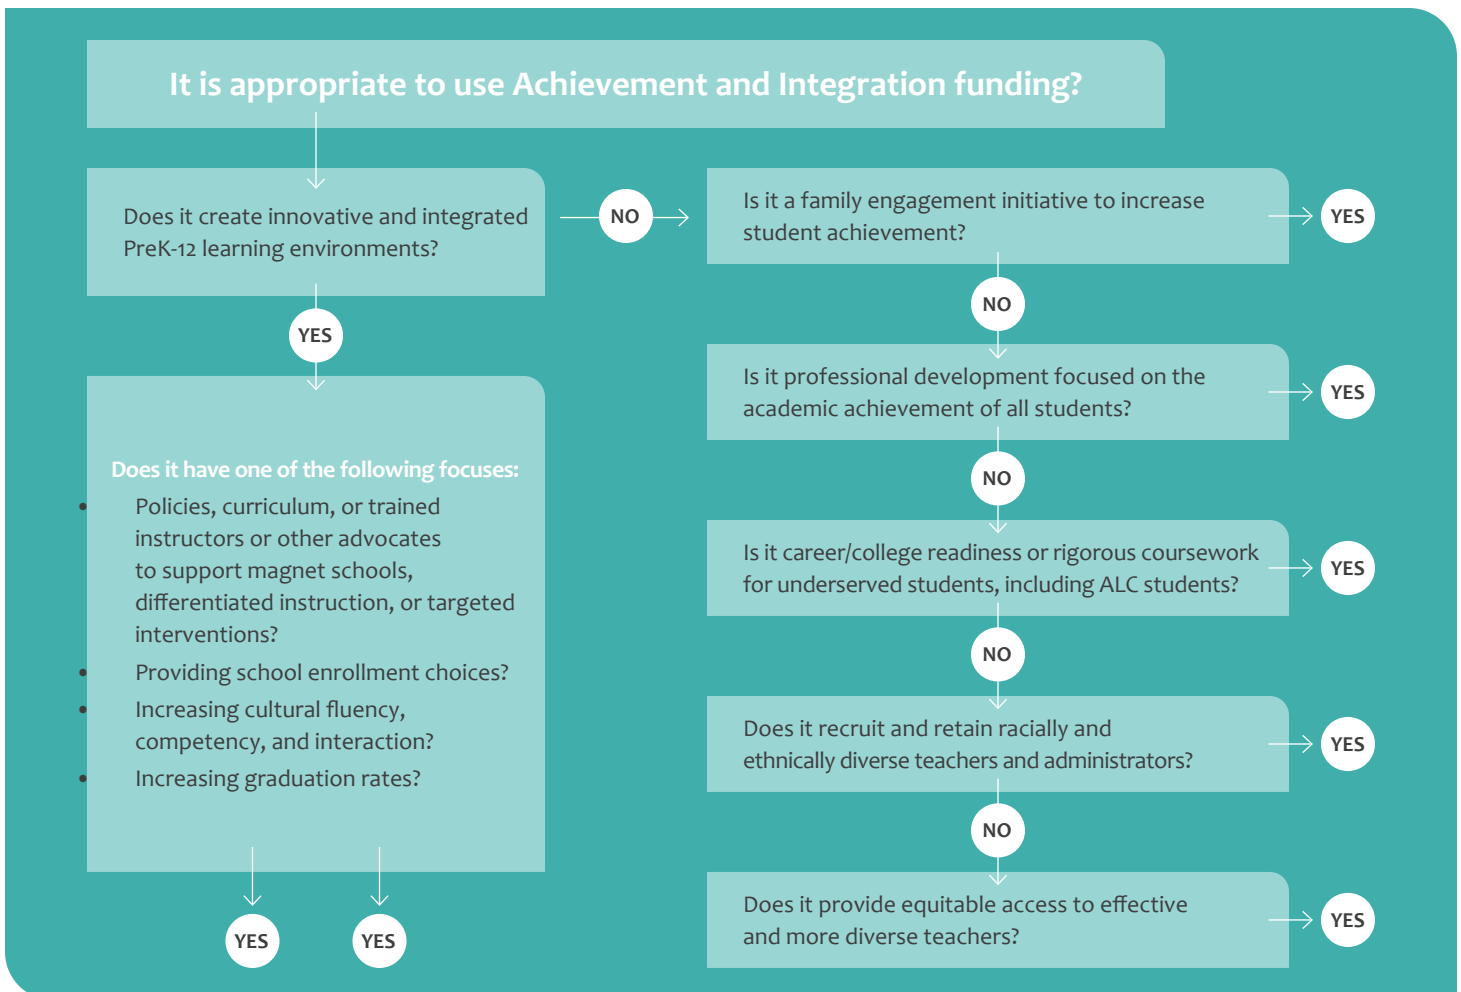 It is appropriate to use Achievement and Integration funding?
Does it create innovative and integrated
PreK-12 learning environments?
NO
Is it a family engagement initiative to increase
student achievement?
YES
YES
NO
Is it professional development focused on the
academic achievement of all students?
YES
Does it have one of the following focuses:
• Policies, curriculum, or trained
instructors or other advocates
to support magnet schools,
differentiated instruction, or targeted
interventions?
• Providing school enrollment choices?
• Increasing cultural fluency,
competency, and interaction?
• Increasing graduation rates?
YES
YES
NO
Is it career/college readiness or rigorous coursework
for underserved students, including ALC students?
YES
NO
Does it recruit and retain racially and
ethnically diverse teachers and administrators?
YES
NO
Does it provide equitable access to effective
and more diverse teachers?
YES